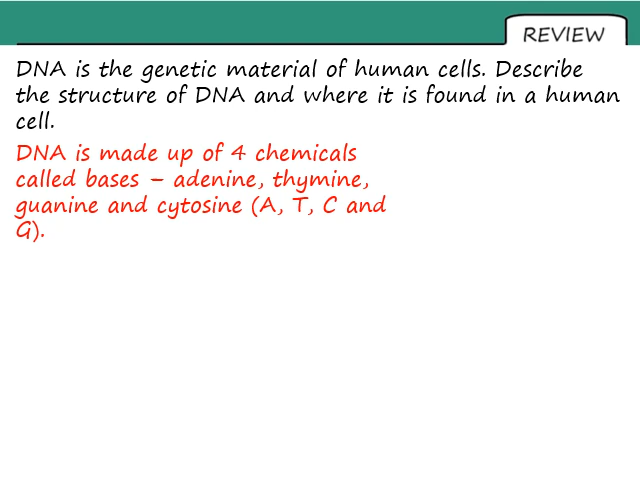 REVIEW
DNA is the genetic material of human cells. Describe
the structure of DNA and where it is found in a human
cell.
DNA is made up of 4 chemicals
called bases – adenine, thymine,
guanine and cytosine (A, T, C and
G).